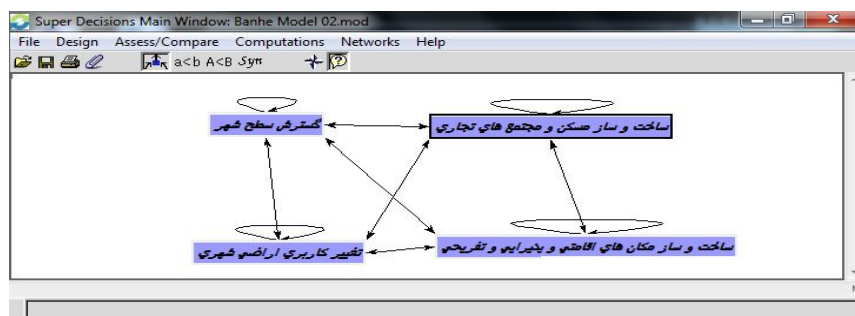 Super Decisions Main Window: Banhe Model 02.mod
File Design Assess/Compare Computations Networks Help
a<b A<B Syn
گسترش سطح شهر
ساخت و ساز مسکن و مجتمع هاي تجاري
تغيير کاربري اراضي شهري
ساخت و ساز مکان هاي اقامتي و پذيرايي و تفريحي